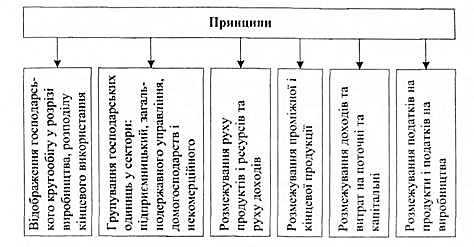 Принципи
Відображення господарсь-
кого кругообігу у розрізі
виробництва, розподілу
кінцевого використання
Групування господарських
одиниць у сектори:
підприємницький, загаль-
нодержавного управління,
домогосподарств і
некомерційного
Розмежування руху
продуктів і ресурсів та
руху доходів
Розмежування проміжної і
кінцевої продукції
Розмежування доходів та
витрат на поточні та
капітальні
Розмежування податків на
продукти і податків на
виробництва